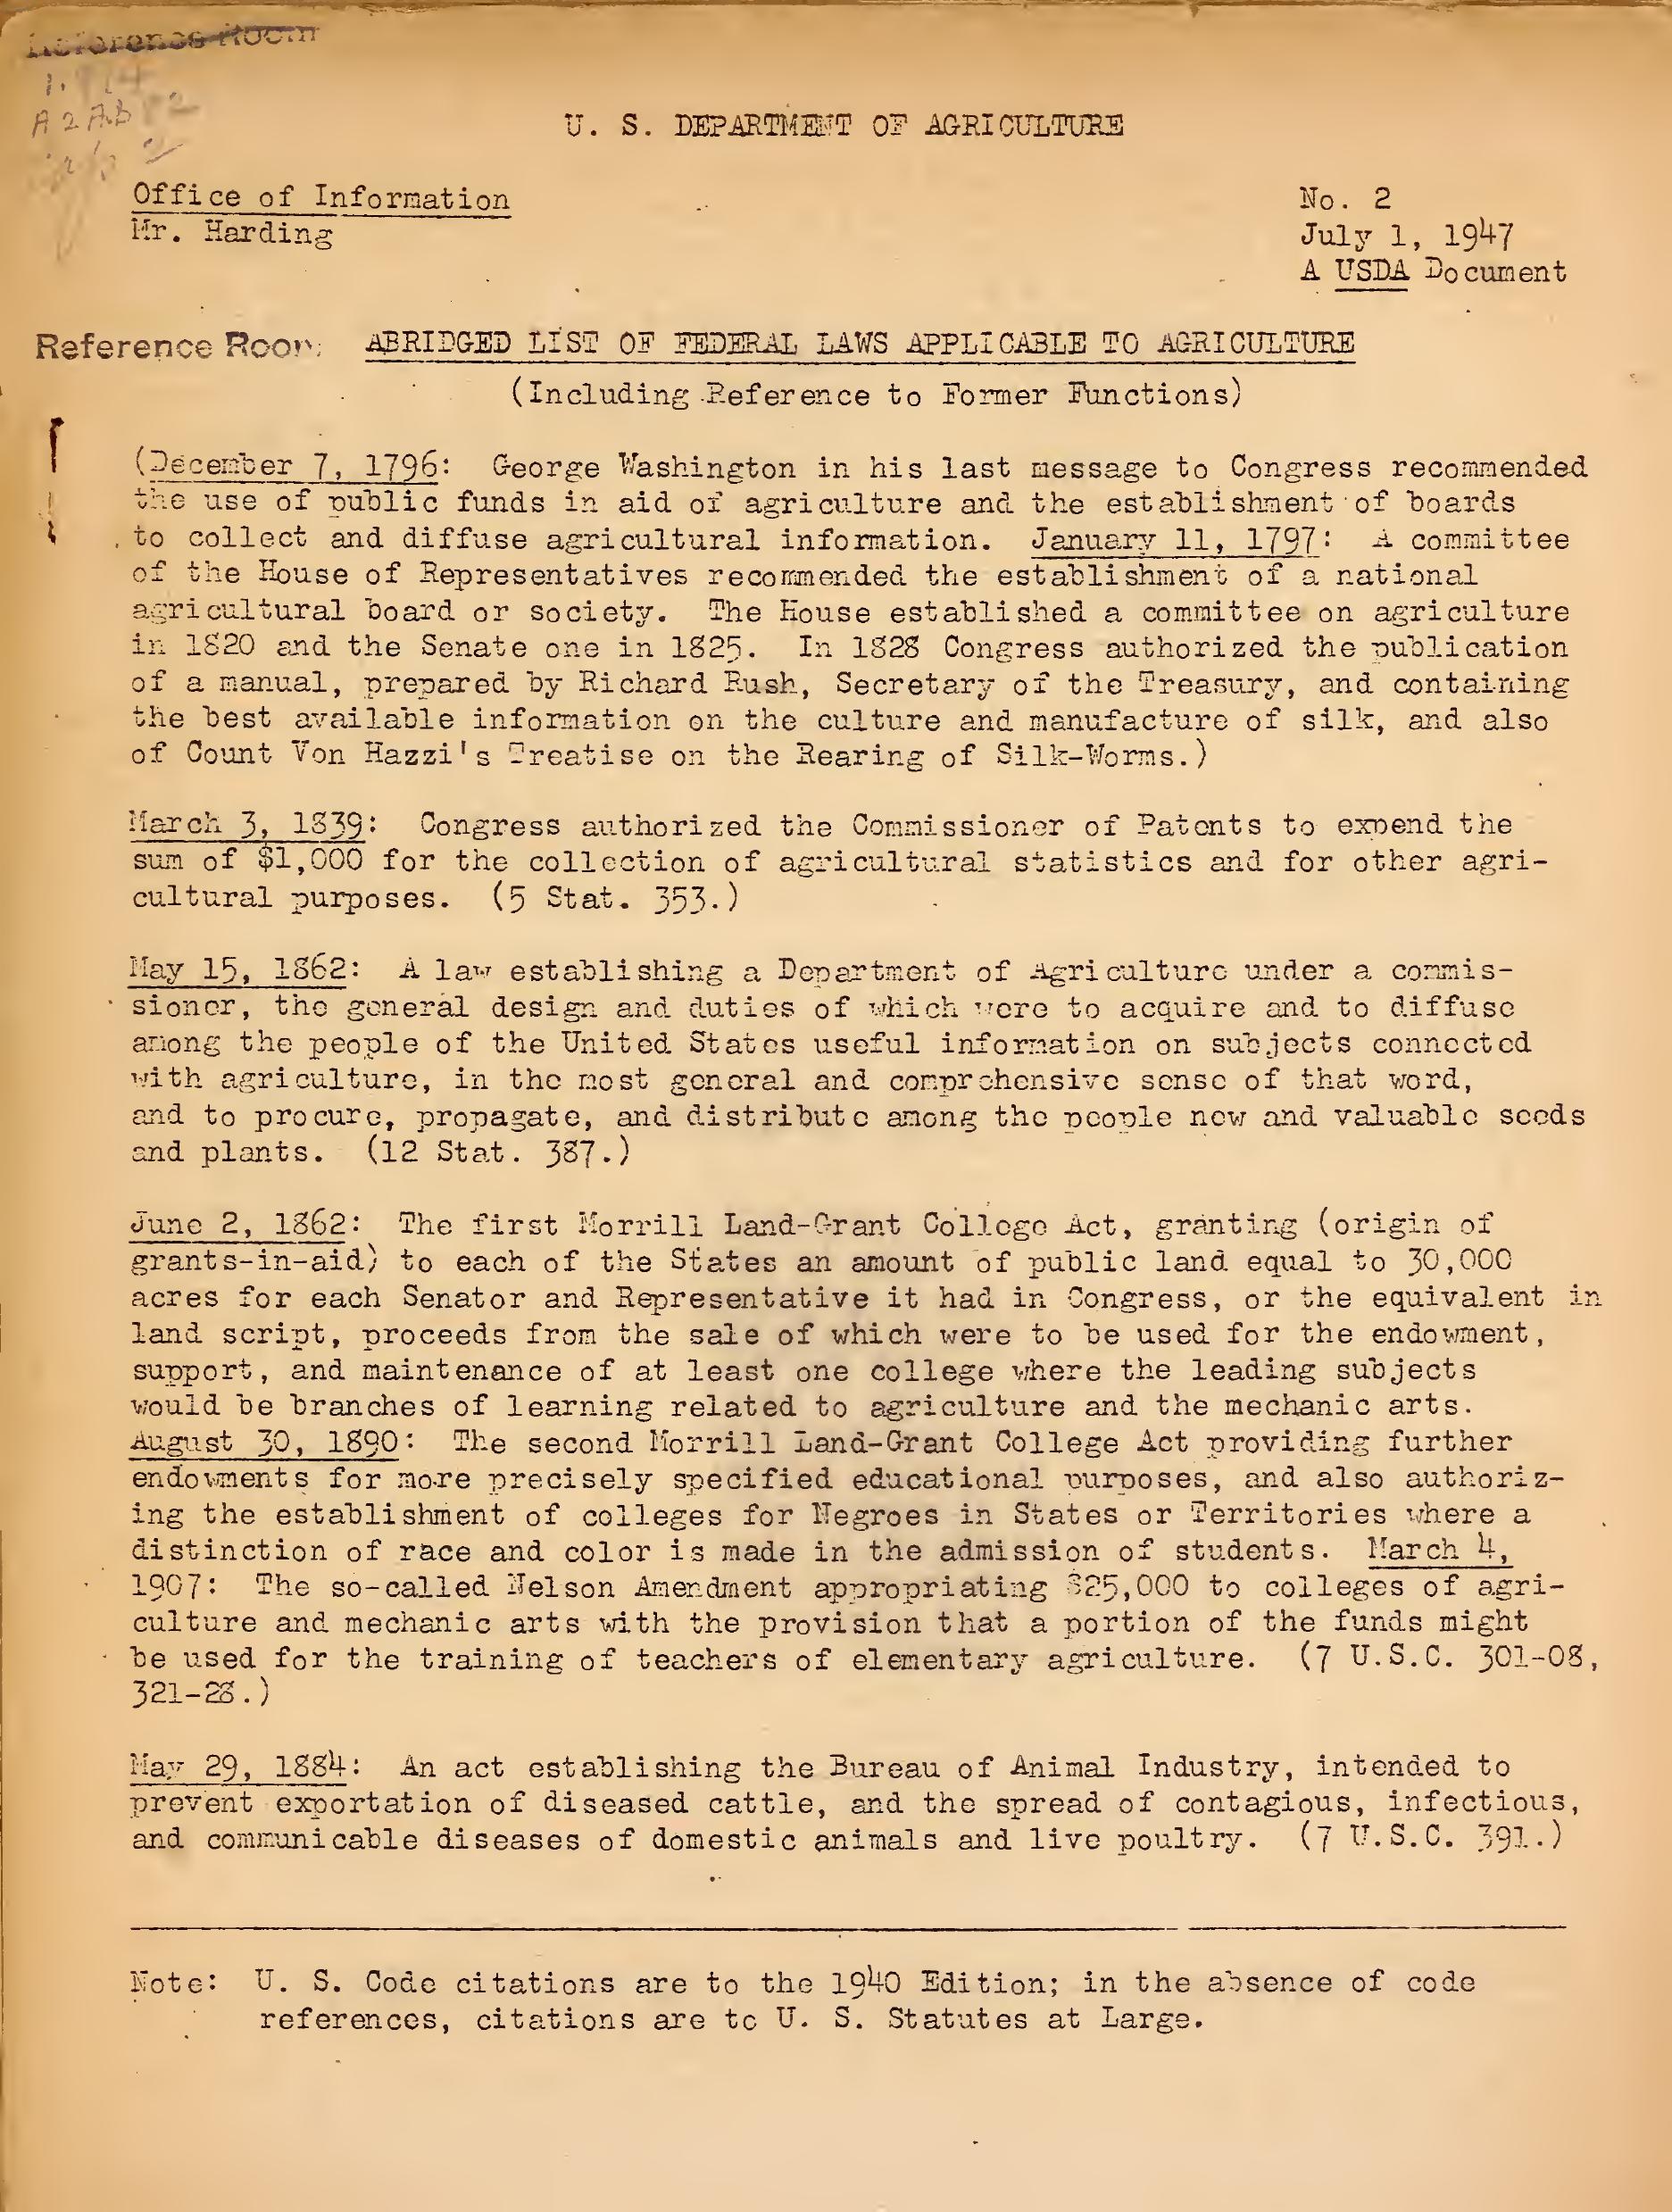 Reference Room
A 2 A
U. S. DEPARTMENT OF AGRICULTURE
Office of Information
Mr. Harding
No. 2
July 1, 1947
A USDA Document
Reference Room
ABRIDGED LIST OF FEDERAL LAWS APPLICABLE TO AGRICULTURE
(Including Reference to Former Functions)
(December 7, 1796: George Washington in his last message to Congress recommended
the use of public funds in aid of agriculture and the establishment of boards
to collect and diffuse agricultural information. January 11, 1797: A committee
of the House of Representatives recommended the establishment of a national
agricultural board or society. The House established a committee on agriculture
in 1820 and the Senate one in 1825. In 1828 Congress authorized the publication
of a manual, prepared by Richard Rush, Secretary of the Treasury, and containing
the best available information on the culture and manufacture of silk, and also
of Count Von Hazzi's Treatise on the Rearing of Silk-Worms.)
March 3, 1839: Congress authorized the Commissioner of Patents to expend the
sum of $1,000 for the collection of agricultural statistics and for other agri-
cultural purposes. (5 Stat. 353.)
May 15, 1862: A law establishing a Department of Agriculture under a commis-
sioner, the general design and duties of which were to acquire and to diffuse
among the people of the United States useful information on subjects connected
with agriculture, in the most general and comprehensive sense of that word,
and to procure, propagate, and distribute among the people new and valuable seeds
and plants. (12 Stat. 387.)
June 2, 1862: The first Morrill Land-Grant College Act, granting (origin of
grants-in-aid) to each of the States an amount of public land equal to 30,000
acres for each Senator and Representative it had in Congress, or the equivalent in
land script, proceeds from the sale of which were to be used for the endowment,
support, and maintenance of at least one college where the leading subjects
would be branches of learning related to agriculture and the mechanic arts.
August 30, 1890: The second Morrill Land-Grant College Act providing further
endowments for more precisely specified educational purposes, and also authoriz-
ing the establishment of colleges for Negroes in States or Territories where a
distinction of race and color is made in the admission of students. March 4,
1907: The so-called Nelson Amendment appropriating $25,000 to colleges of agri-
culture and mechanic arts with the provision that a portion of the funds might
be used for the training of teachers of elementary agriculture. (7 U.S.C. 301-08,
321-28.)
May 29, 1884: An act establishing the Bureau of Animal Industry, intended to
prevent exportation of diseased cattle, and the spread of contagious, infectious,
and communicable diseases of domestic animals and live poultry. (7 U.S.C. 391.)
Note: U. S. Code citations are to the 1940 Edition; in the absence of code
references, citations are to U. S. Statutes at Large.